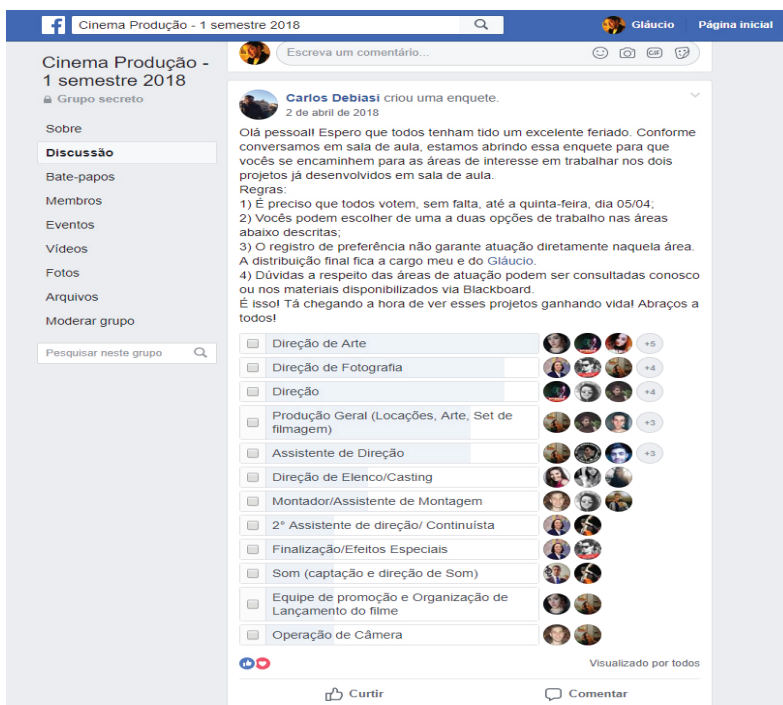 Cinema Produção - 1 semestre 2018
Gláucio
Página inicial
Cinema Produção -
1 semestre 2018
Grupo secreto
Sobre
Discussão
Bate-papos
Membros
Eventos
Vídeos
Fotos
Arquivos
Moderar grupo
Pesquisar neste grupo
Escreva um comentário...
GIF
Carlos Debiasi criou uma enquete.
2 de abril de 2018
Olá pessoal! Espero que todos tenham tido um excelente feriado. Conforme
conversamos em sala de aula, estamos abrindo essa enquete para que
vocês se encaminhem para as áreas de interesse em trabalhar nos dois
projetos já desenvolvidos em sala de aula.
Regras:
1) É preciso que todos votem, sem falta, até a quinta-feira, dia 05/04;
2) Vocês podem escolher de uma a duas opções de trabalho nas áreas
abaixo descritas;
3) O registro de preferência não garante atuação diretamente naquela área.
A distribuição final fica a cargo meu e do Gláucio.
4) Dúvidas a respeito das áreas de atuação podem ser consultadas conosco
ou nos materiais disponibilizados via Blackboard.
É isso! Tá chegando a hora de ver esses projetos ganhando vida! Abraços a
todos!
Direção de Arte +5
Direção de Fotografia +4
Direção +4
Produção Geral (Locações, Arte, Set de
filmagem) +3
Assistente de Direção +3
Direção de Elenco/Casting
Montador/Assistente de Montagem
2° Assistente de direção/ Continuísta
Finalização/Efeitos Especiais
Som (captação e direção de Som)
Equipe de promoção e Organização de
Lançamento do filme
Operação de Câmera
Visualizado por todos
Curtir
Comentar